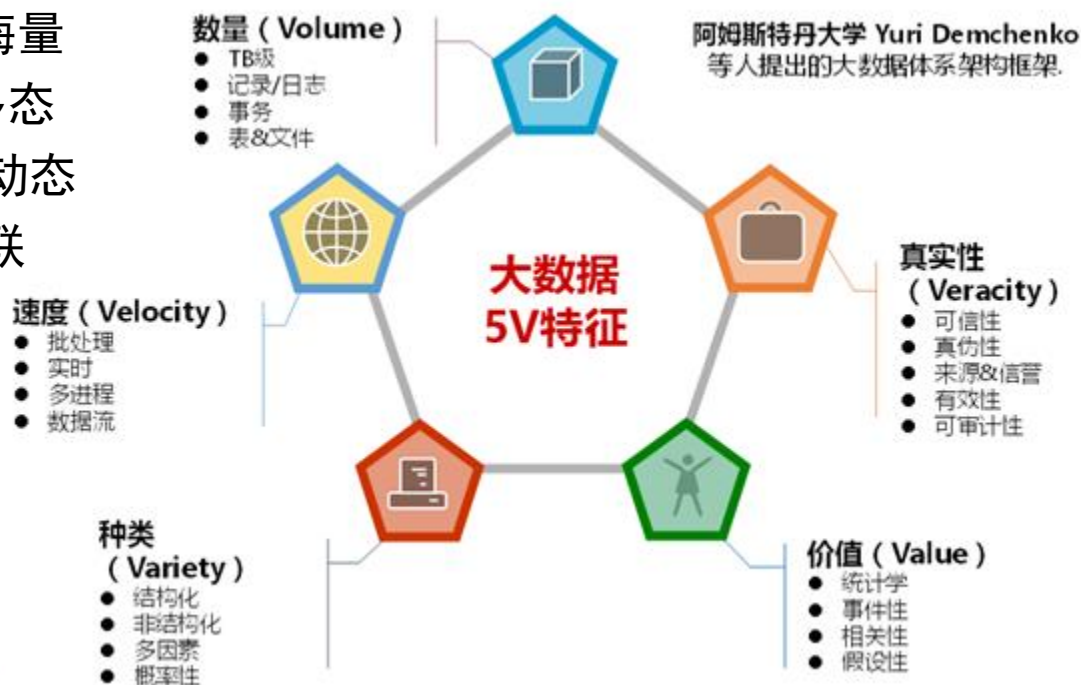 海量
态
动态
联
数量（Volume）
● TB级
● 记录/日志
● 事务
● 表&文件
阿姆斯特丹大学 Yuri Demchenko
等人提出的大数据体系架构框架.
大数据
5V特征
真实性
（Veracity）
● 可信性
● 真伪性
● 来源&信誉
● 有效性
● 可审计性
速度（Velocity）
● 批处理
● 实时
● 多进程
● 数据流
种类
（Variety）
● 结构化
● 非结构化
● 多因素
● 概率性
价值（Value）
● 统计学
● 事件性
● 相关性
● 假设性